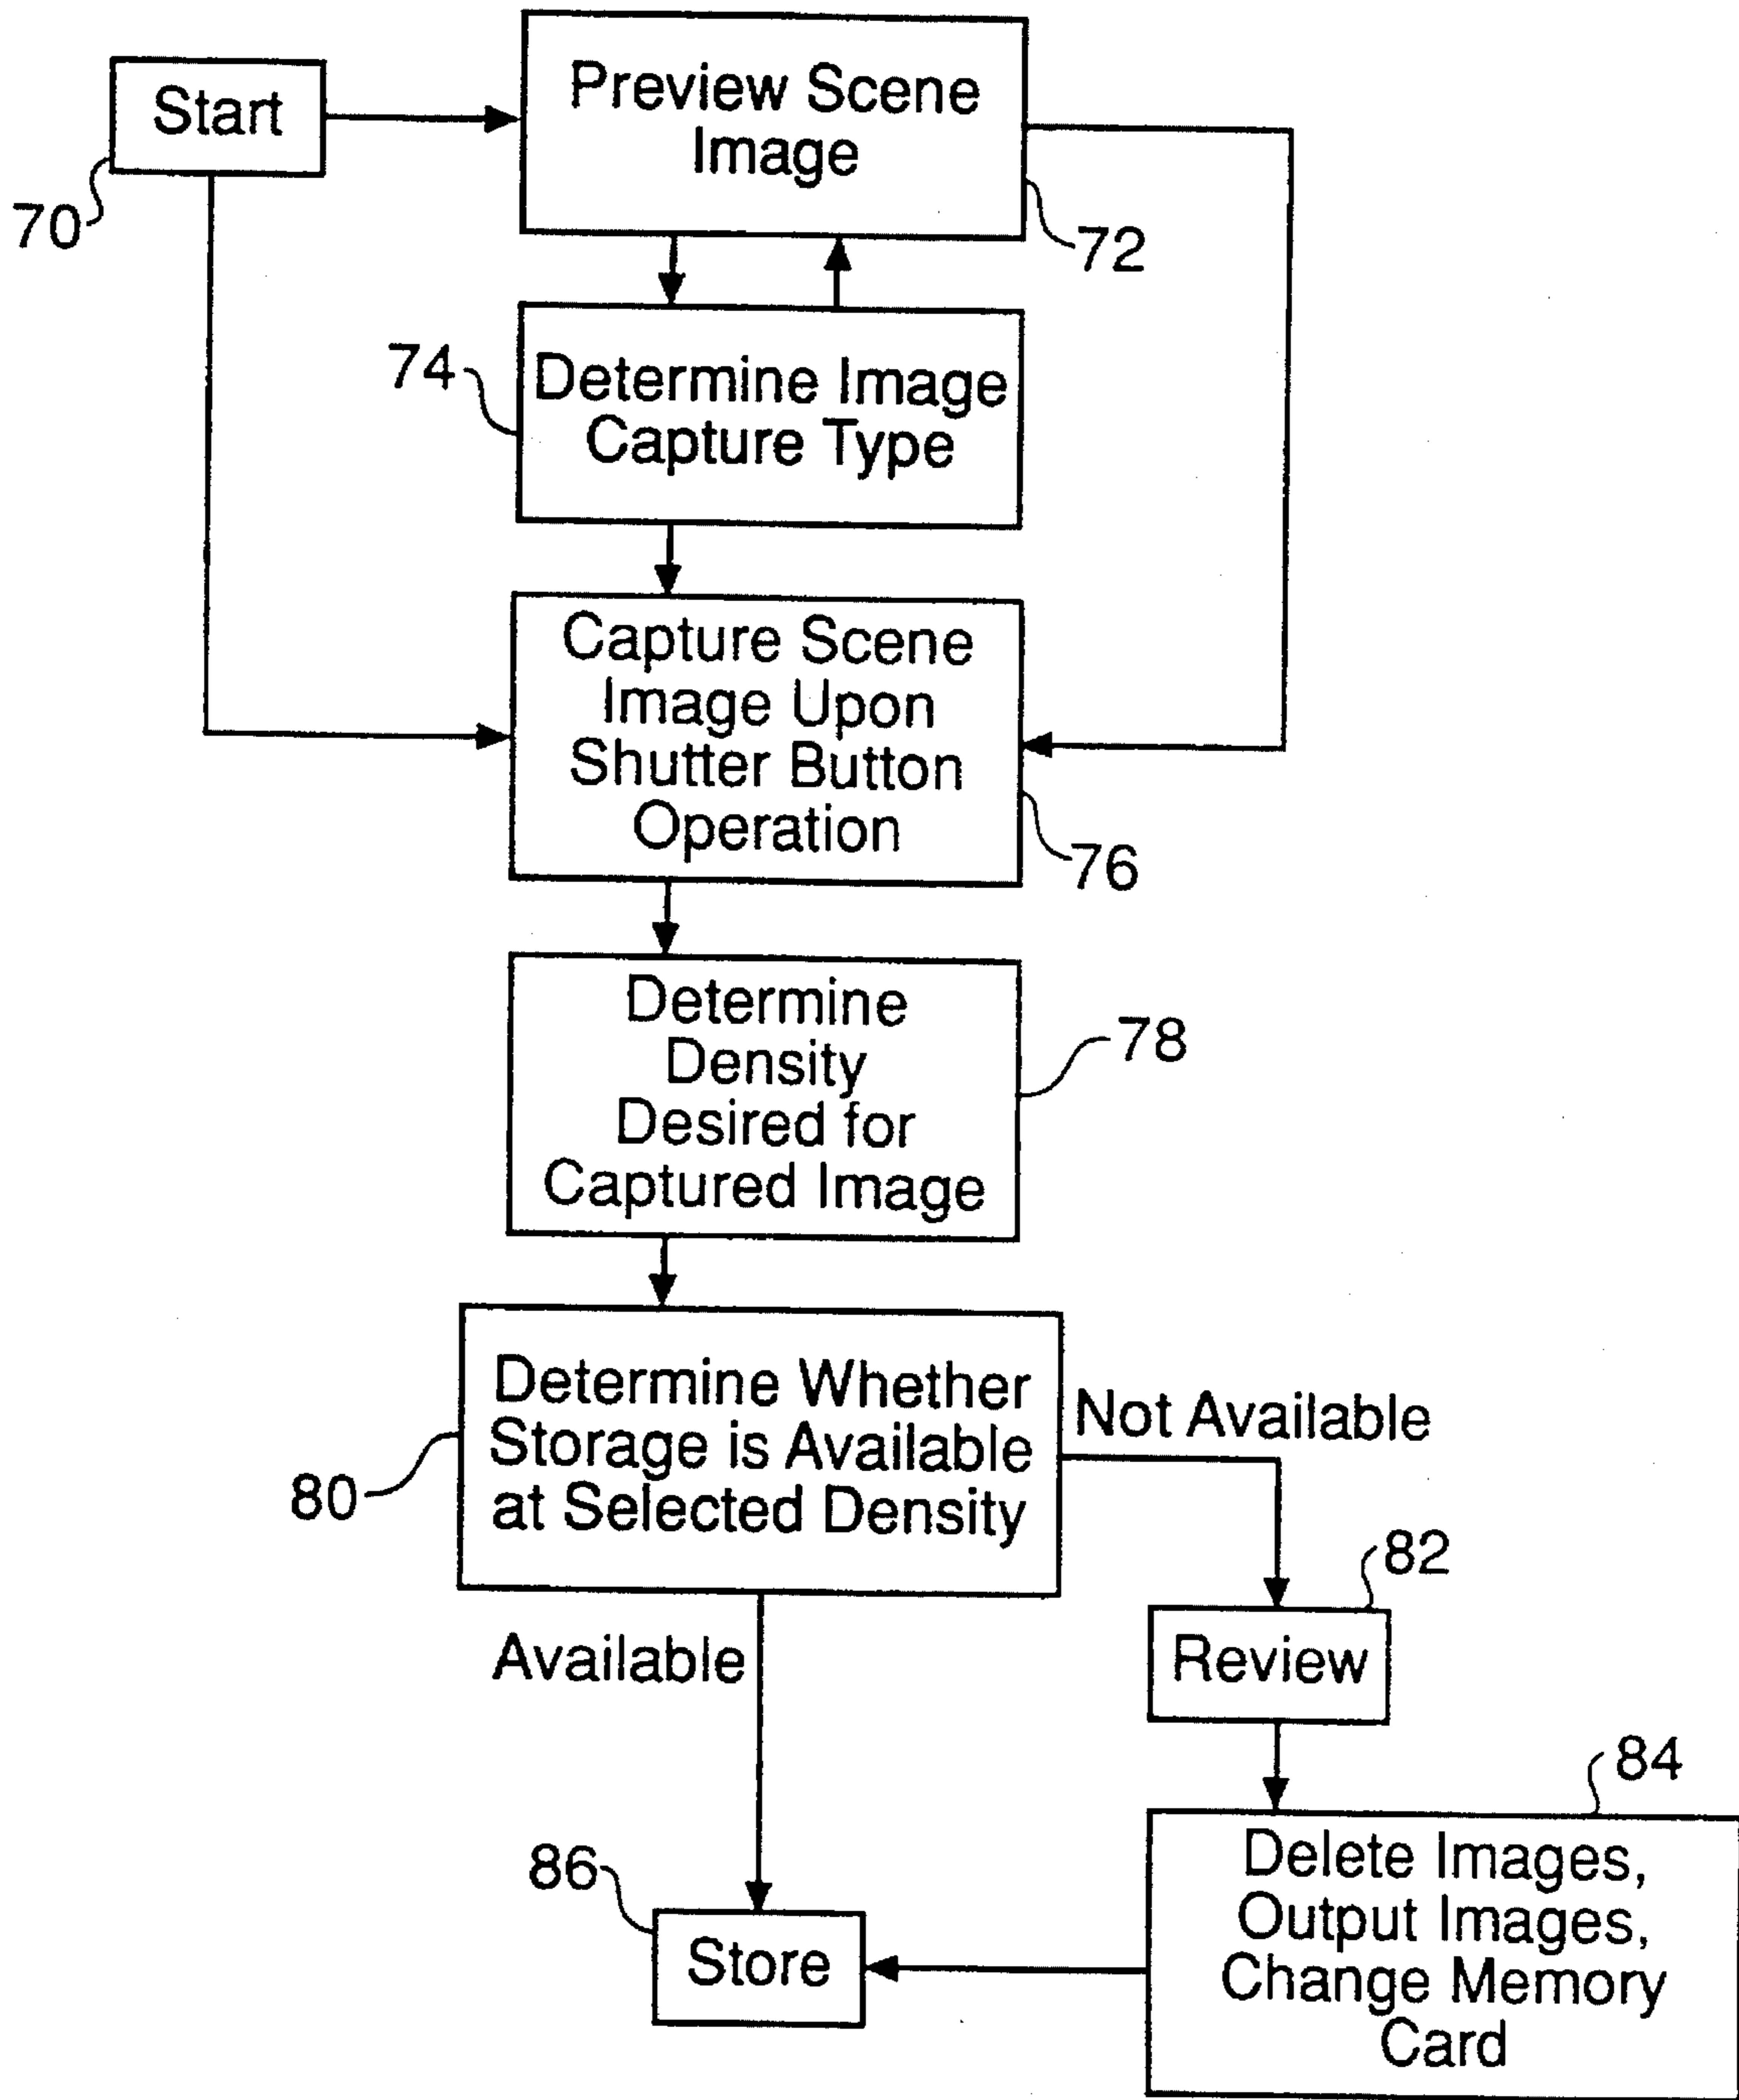 Start
70
Preview Scene
Image
72
74
Determine Image
Capture Type
Capture Scene
Image Upon
Shutter Button
Operation
76
Determine
Density
Desired for
Captured Image
78
Determine Whether
Storage is Available
at Selected Density
80
Not Available
Available
82
Review
84
Delete Images,
Output Images,
Change Memory
Card
86
Store